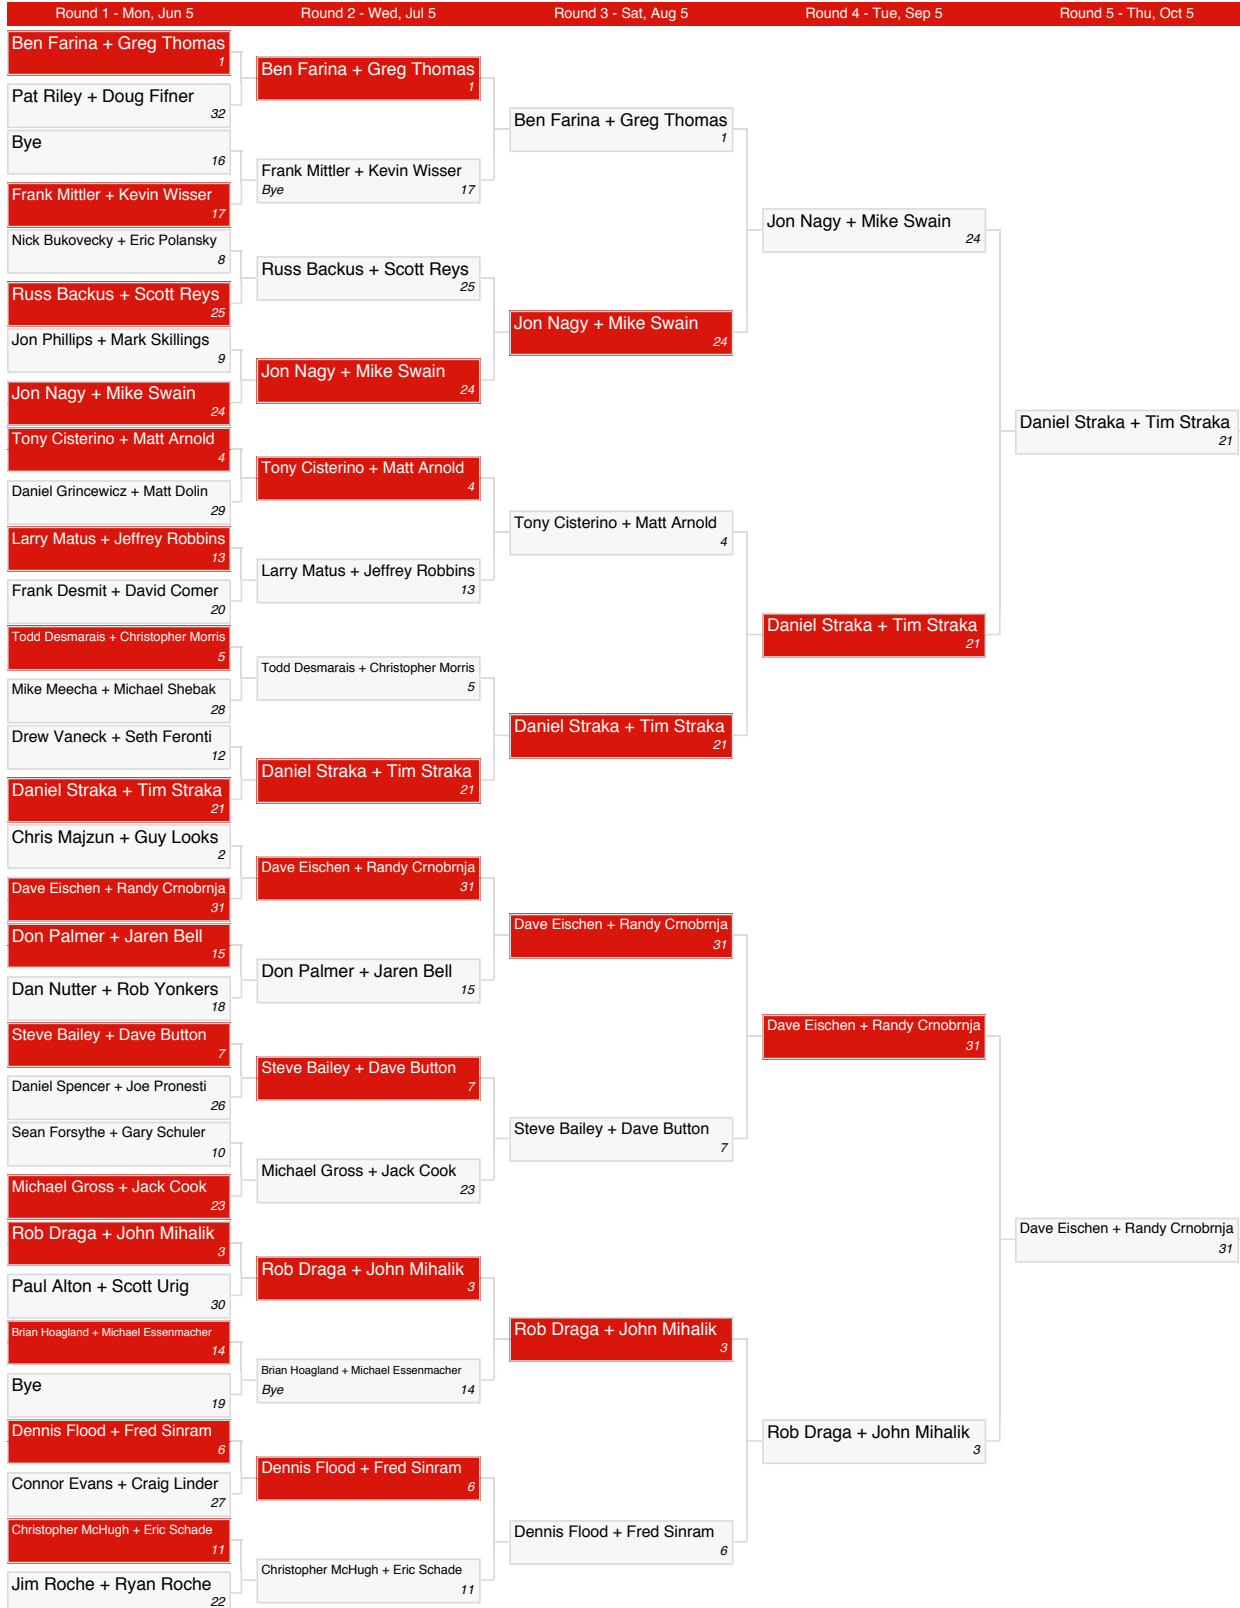 Round 1 - Mon, Jun 5
Round 2 - Wed, Jul 5
Round 3 - Sat, Aug 5
Round 4 - Tue, Sep 5
Round 5 - Thu, Oct 5
Ben Farina + Greg Thomas
1
Pat Riley + Doug Fifner
32
Bye
16
Frank Mittler + Kevin Wisser
17
Nick Bukovecky + Eric Polansky
8
Russ Backus + Scott Reys
25
Jon Phillips + Mark Skillings
9
Jon Nagy + Mike Swain
24
Tony Cisterino + Matt Arnold
4
Daniel Grincewicz + Matt Dolin
29
Larry Matus + Jeffrey Robbins
13
Frank Desmit + David Comer
20
Todd Desmarais + Christopher Morris
5
Mike Meecha + Michael Shebak
28
Drew Vaneck + Seth Feronti
12
Daniel Straka + Tim Straka
21
Chris Majzun + Guy Looks
2
Dave Eischen + Randy Crnobrnja
31
Don Palmer + Jaren Bell
15
Dan Nutter + Rob Yonkers
18
Steve Bailey + Dave Button
7
Daniel Spencer + Joe Pronesti
26
Sean Forsythe + Gary Schuler
10
Michael Gross + Jack Cook
23
Rob Draga + John Mihalik
3
Paul Alton + Scott Urig
30
Brian Hoagland + Michael Essenmacher
14
Bye
19
Dennis Flood + Fred Sinram
6
Connor Evans + Craig Linder
27
Christopher McHugh + Eric Schade
11
Jim Roche + Ryan Roche
22
Ben Farina + Greg Thomas
1
Frank Mittler + Kevin Wisser
Bye 17
Russ Backus + Scott Reys
25
Jon Nagy + Mike Swain
24
Tony Cisterino + Matt Arnold
4
Larry Matus + Jeffrey Robbins
13
Todd Desmarais + Christopher Morris
5
Daniel Straka + Tim Straka
21
Dave Eischen + Randy Crnobrnja
31
Don Palmer + Jaren Bell
15
Steve Bailey + Dave Button
7
Michael Gross + Jack Cook
23
Rob Draga + John Mihalik
3
Brian Hoagland + Michael Essenmacher
Bye 14
Dennis Flood + Fred Sinram
6
Christopher McHugh + Eric Schade
11
Ben Farina + Greg Thomas
1
Jon Nagy + Mike Swain
24
Tony Cisterino + Matt Arnold
4
Daniel Straka + Tim Straka
21
Dave Eischen + Randy Crnobrnja
31
Steve Bailey + Dave Button
7
Rob Draga + John Mihalik
3
Dennis Flood + Fred Sinram
6
Jon Nagy + Mike Swain
24
Daniel Straka + Tim Straka
21
Dave Eischen + Randy Crnobrnja
31
Rob Draga + John Mihalik
3
Daniel Straka + Tim Straka
21
Dave Eischen + Randy Crnobrnja
31